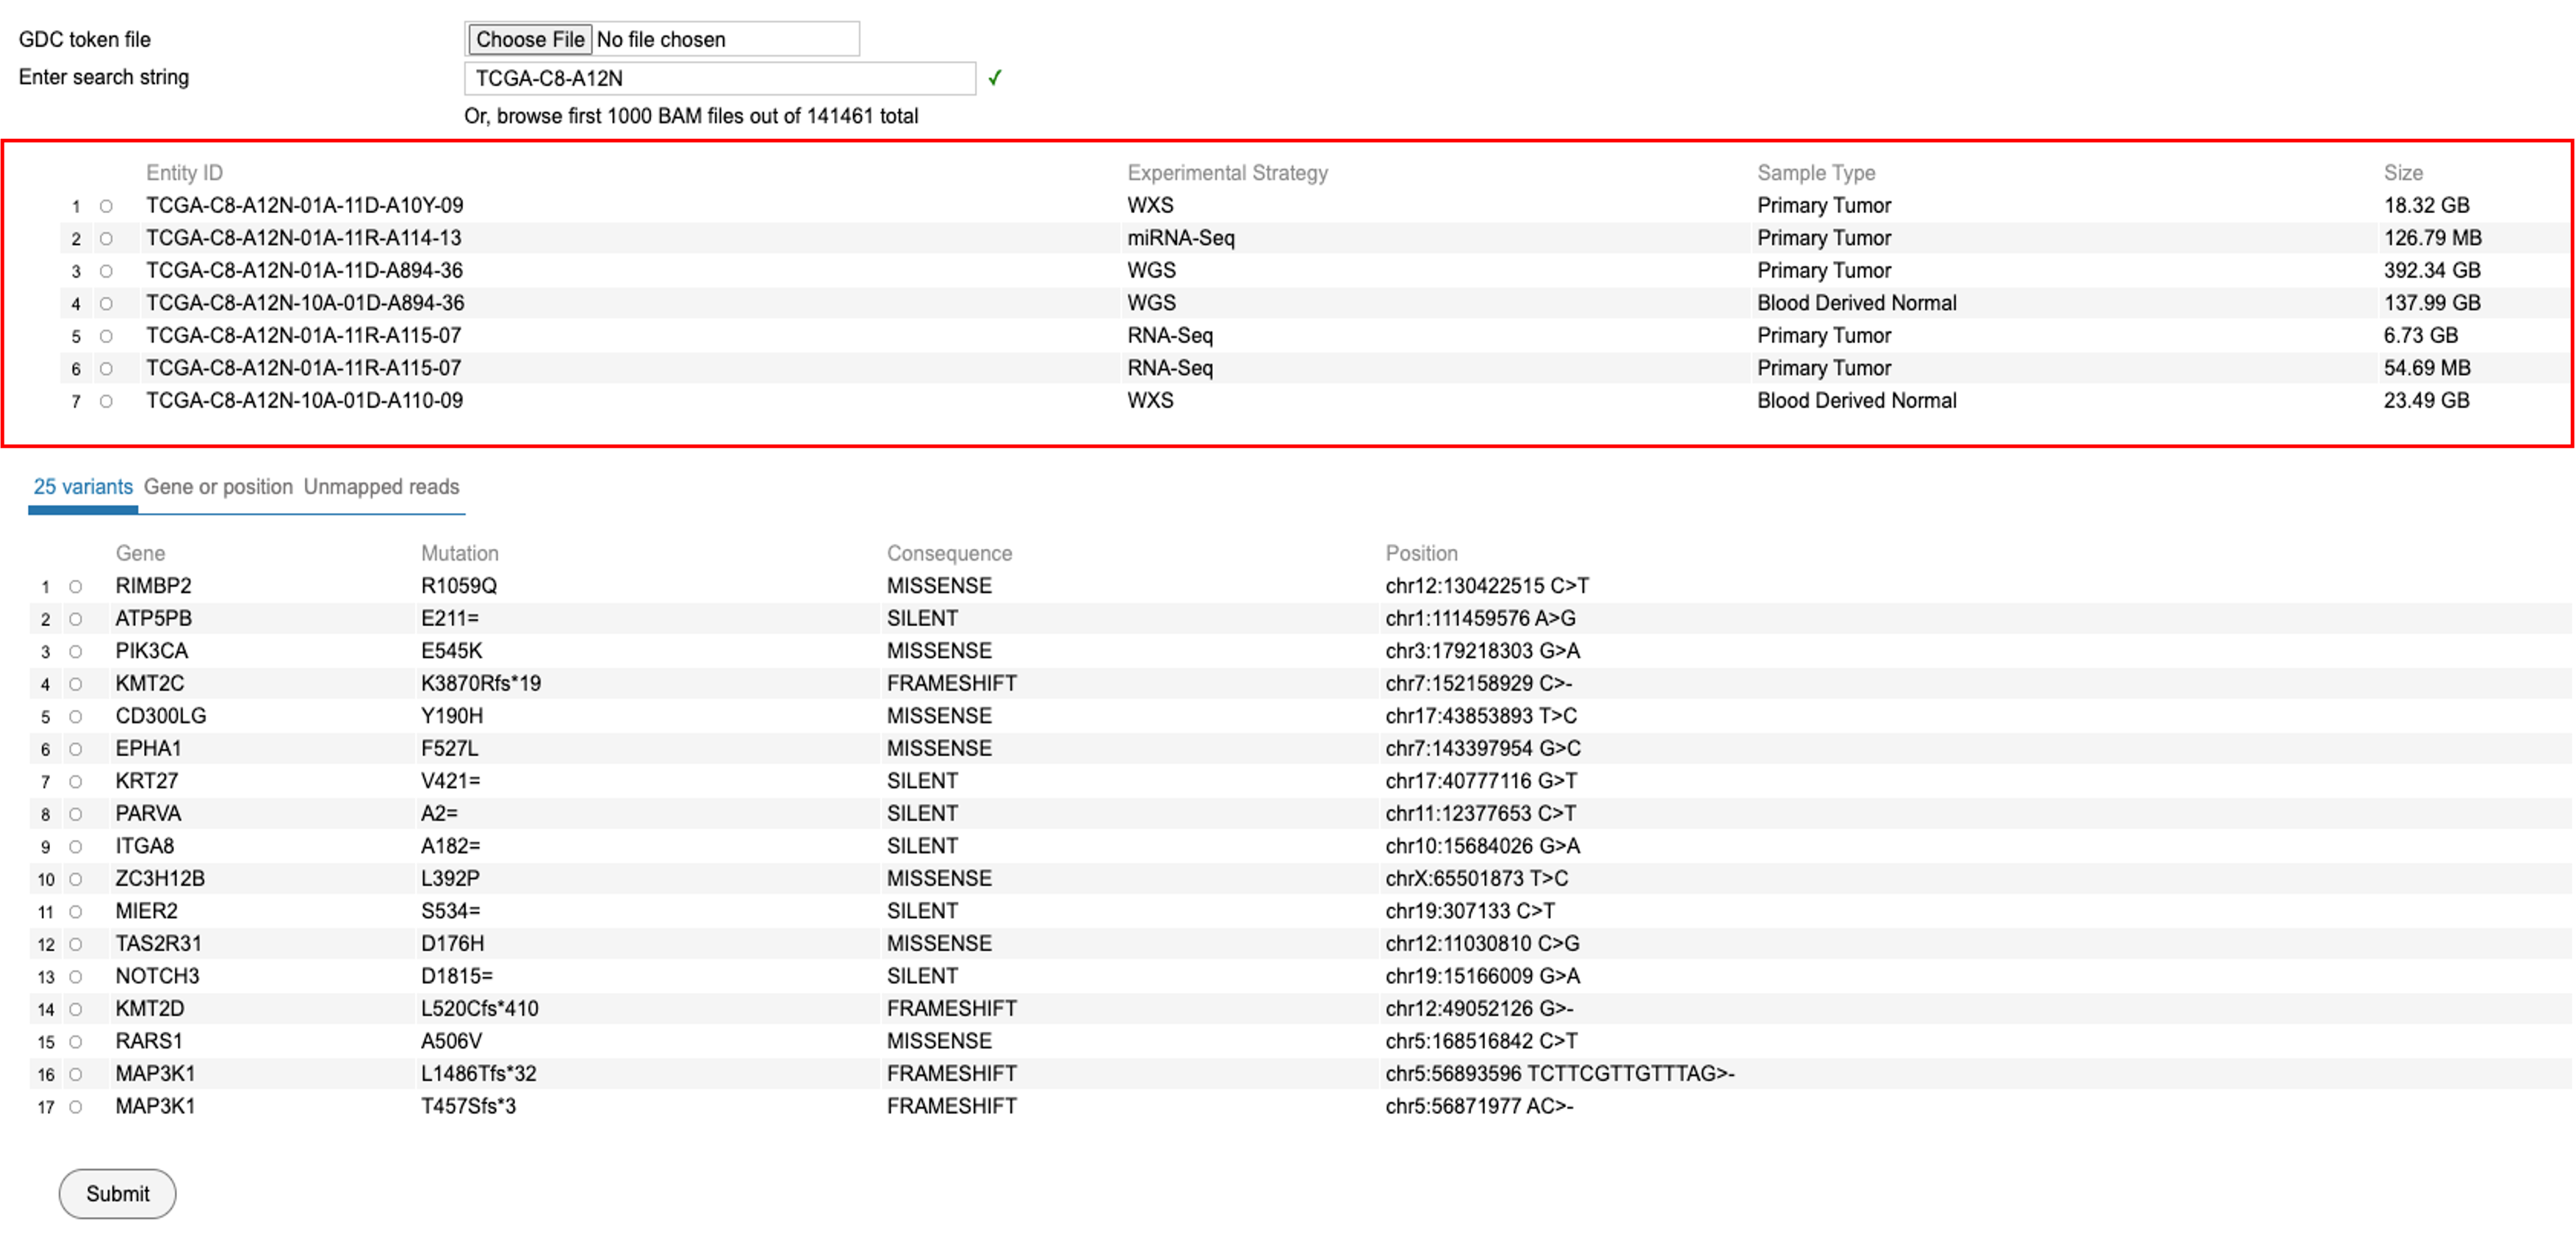 GDC token file Choose File No file chosen
Enter search string TCGA-C8-A12N ✓
Or, browse first 1000 BAM files out of 141461 total
Entity ID Experimental Strategy Sample Type Size
1 TCGA-C8-A12N-01A-11D-A10Y-09 WXS Primary Tumor 18.32 GB
2 TCGA-C8-A12N-01A-11R-A114-13 miRNA-Seq Primary Tumor 126.79 MB
3 TCGA-C8-A12N-01A-11D-A894-36 WGS Primary Tumor 392.34 GB
4 TCGA-C8-A12N-10A-01D-A894-36 WGS Blood Derived Normal 137.99 GB
5 TCGA-C8-A12N-01A-11R-A115-07 RNA-Seq Primary Tumor 6.73 GB
6 TCGA-C8-A12N-01A-11R-A115-07 RNA-Seq Primary Tumor 54.69 MB
7 TCGA-C8-A12N-10A-01D-A110-09 WXS Blood Derived Normal 23.49 GB
25 variants Gene or position Unmapped reads
Gene Mutation Consequence Position
1 RIMBP2 R1059Q MISSENSE chr12:130422515 C>T
2 ATP5PB E211= SILENT chr1:111459576 A>G
3 PIK3CA E545K MISSENSE chr3:179218303 G>A
4 KMT2C K3870Rfs*19 FRAMESHIFT chr7:152158929 C>-
5 CD300LG Y190H MISSENSE chr17:43853893 T>C
6 EPHA1 F527L MISSENSE chr7:143397954 G>C
7 KRT27 V421= SILENT chr17:40777116 G>T
8 PARVA A2= SILENT chr11:12377653 C>T
9 ITGA8 A182= SILENT chr10:15684026 G>A
10 ZC3H12B L392P MISSENSE chrX:65501873 T>C
11 MIER2 S534= SILENT chr19:307133 C>T
12 TAS2R31 D176H MISSENSE chr12:11030810 C>G
13 NOTCH3 D1815= SILENT chr19:15166009 G>A
14 KMT2D L520Cfs*410 FRAMESHIFT chr12:49052126 G>-
15 RARS1 A506V MISSENSE chr5:168516842 C>T
16 MAP3K1 L1486Tfs*32 FRAMESHIFT chr5:56893596 TCTTCGTTGTTTAG>-
17 MAP3K1 T457Sfs*3 FRAMESHIFT chr5:56871977 AC>-
Submit